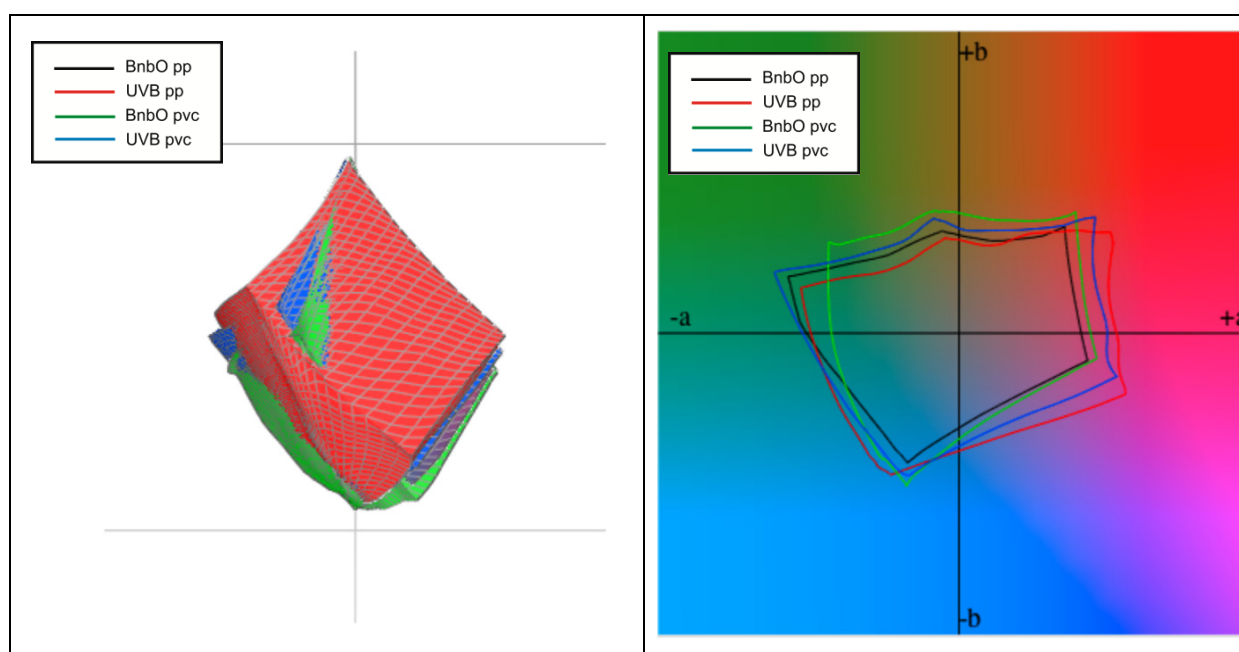 BnbO pp
UVB pp
BnbO pvc
UVB pvc
+b
BnbO pp
UVB pp
BnbO pvc
UVB pvc
-a
+a
-b